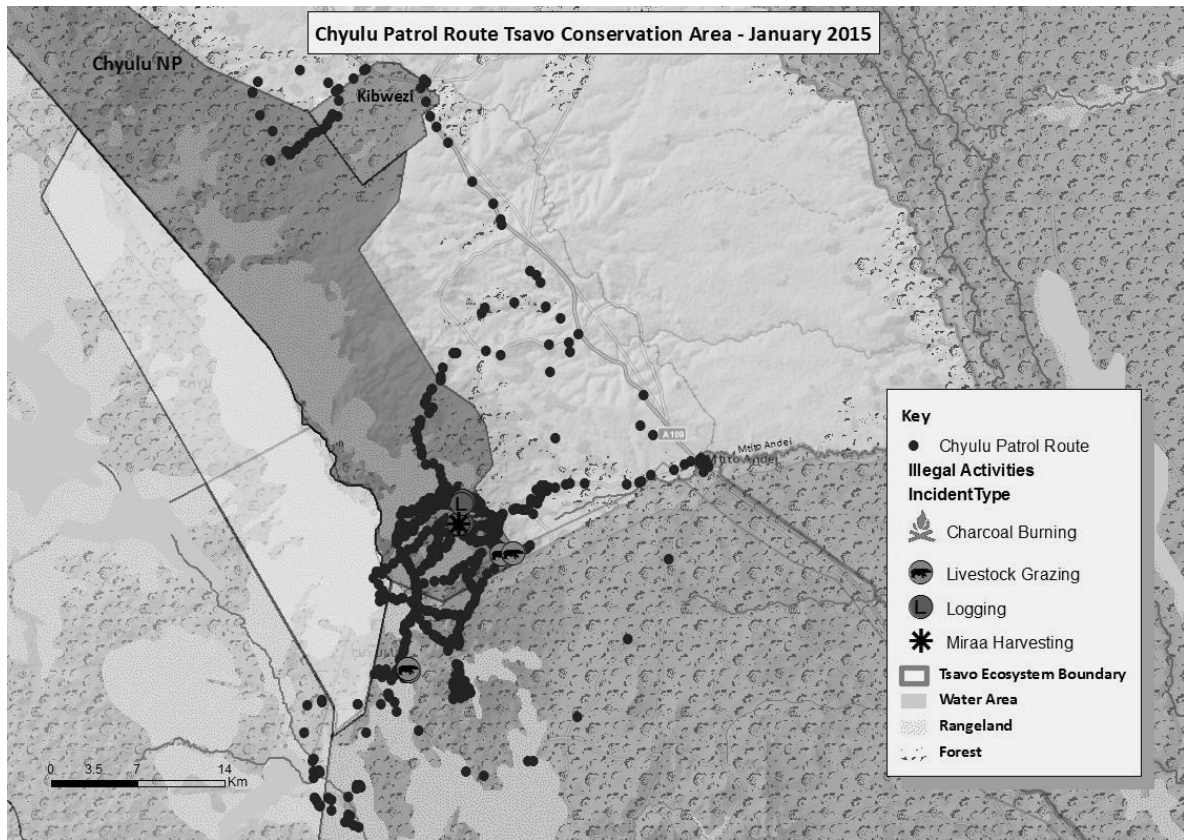 Chyulu Patrol Route Tsavo Conservation Area - January 2015
Chyulu NP
Kibwezi
A 109
Mtito Andei
Mtito Andei
Key
Chyulu Patrol Route
Illegal Activities
IncidentType
Charcoal Burning
Livestock Grazing
L
Logging
Miraa Harvesting
Tsavo Ecosystem Boundary
Water Area
Rangeland
Forest
L
0 3.5 7 14
Km